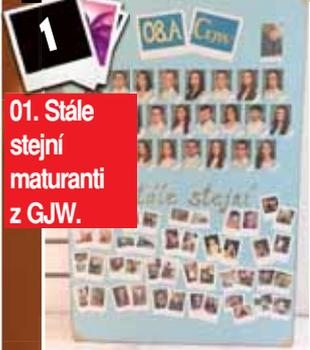 1
O8.A
01. Stále
stejní
maturanti
z GJW.
stále stejní